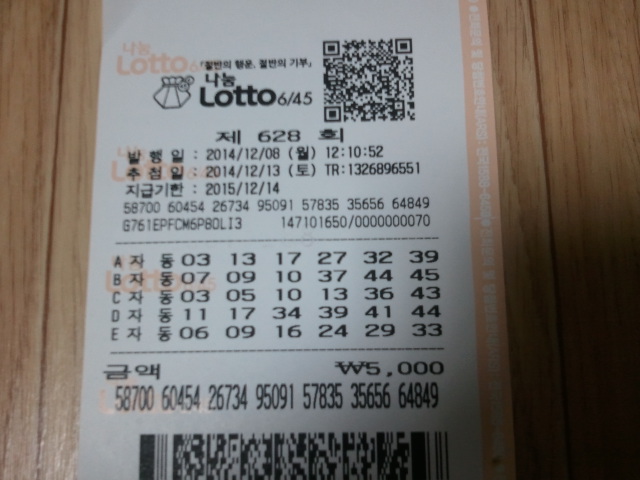 나눔
Lotto
「절반의 행운, 절반의 기부」
나눔
Lotto 6/45
제 628 회
발 행 일 : 2014/12/08 (월) 12:10:52
추 첨 일 : 2014/12/13 (토) TR:1326896551
지급기한 : 2015/12/14
58700 60454 26734 95091 57835 35656 64849
G761EPFCM6P8OLI3 147101650/0000000070
A 자 동 03 13 17 27 32 39
B 자 동 07 09 10 37 44 45
C 자 동 03 05 10 13 36 43
D 자 동 11 17 34 39 41 44
E 자 동 06 09 16 24 29 33
금액 ₩5,000
58700 60454 26734 95091 57835 35656 64849